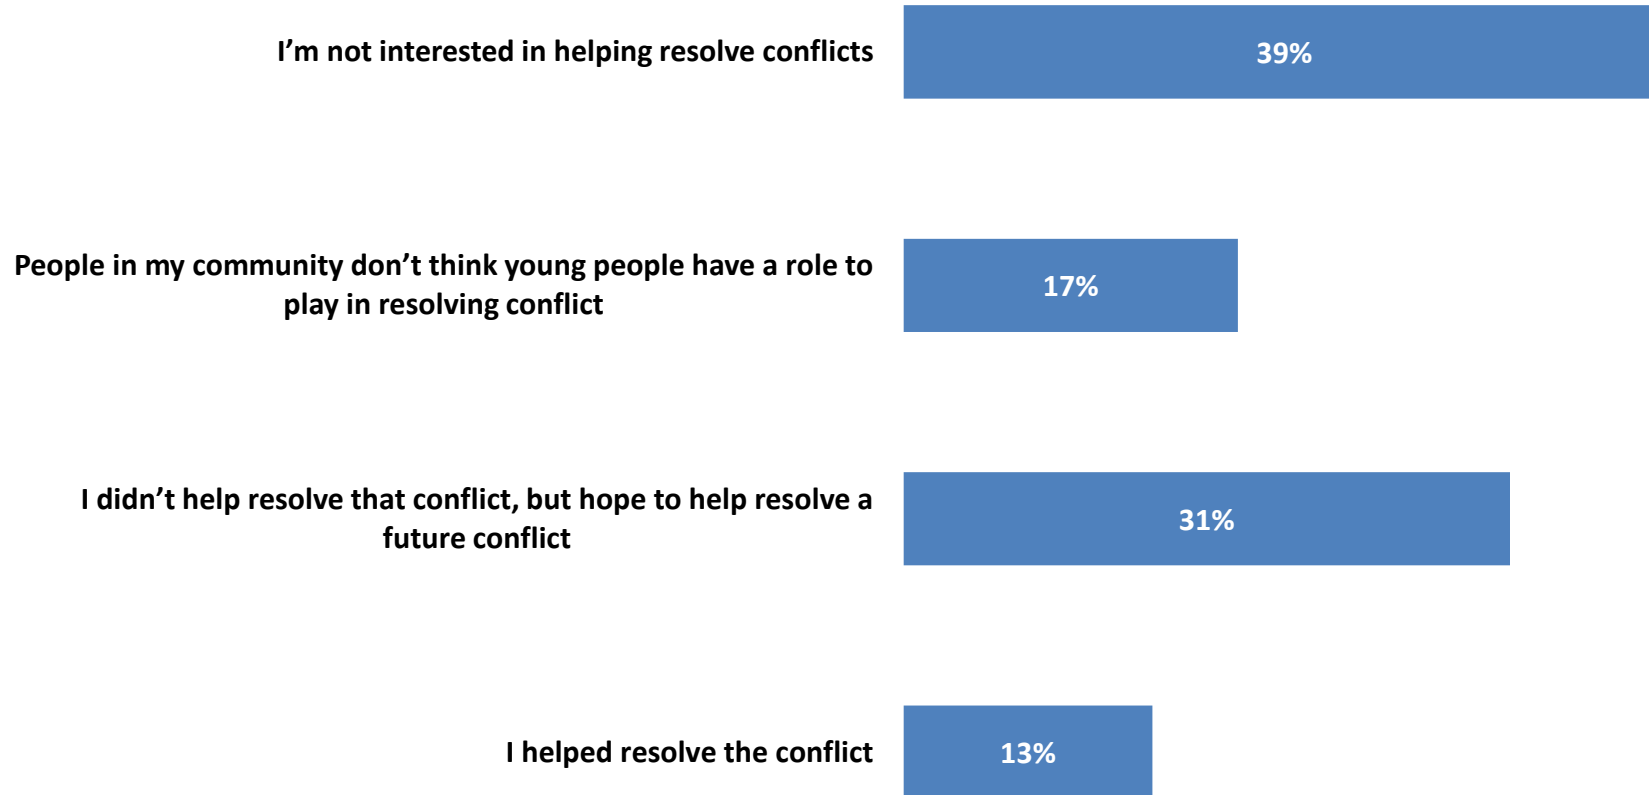 I’m not interested in helping resolve conflicts
39%
People in my community don’t think young people have a role to
play in resolving conflict
17%
I didn’t help resolve that conflict, but hope to help resolve a
future conflict
31%
I helped resolve the conflict
13%